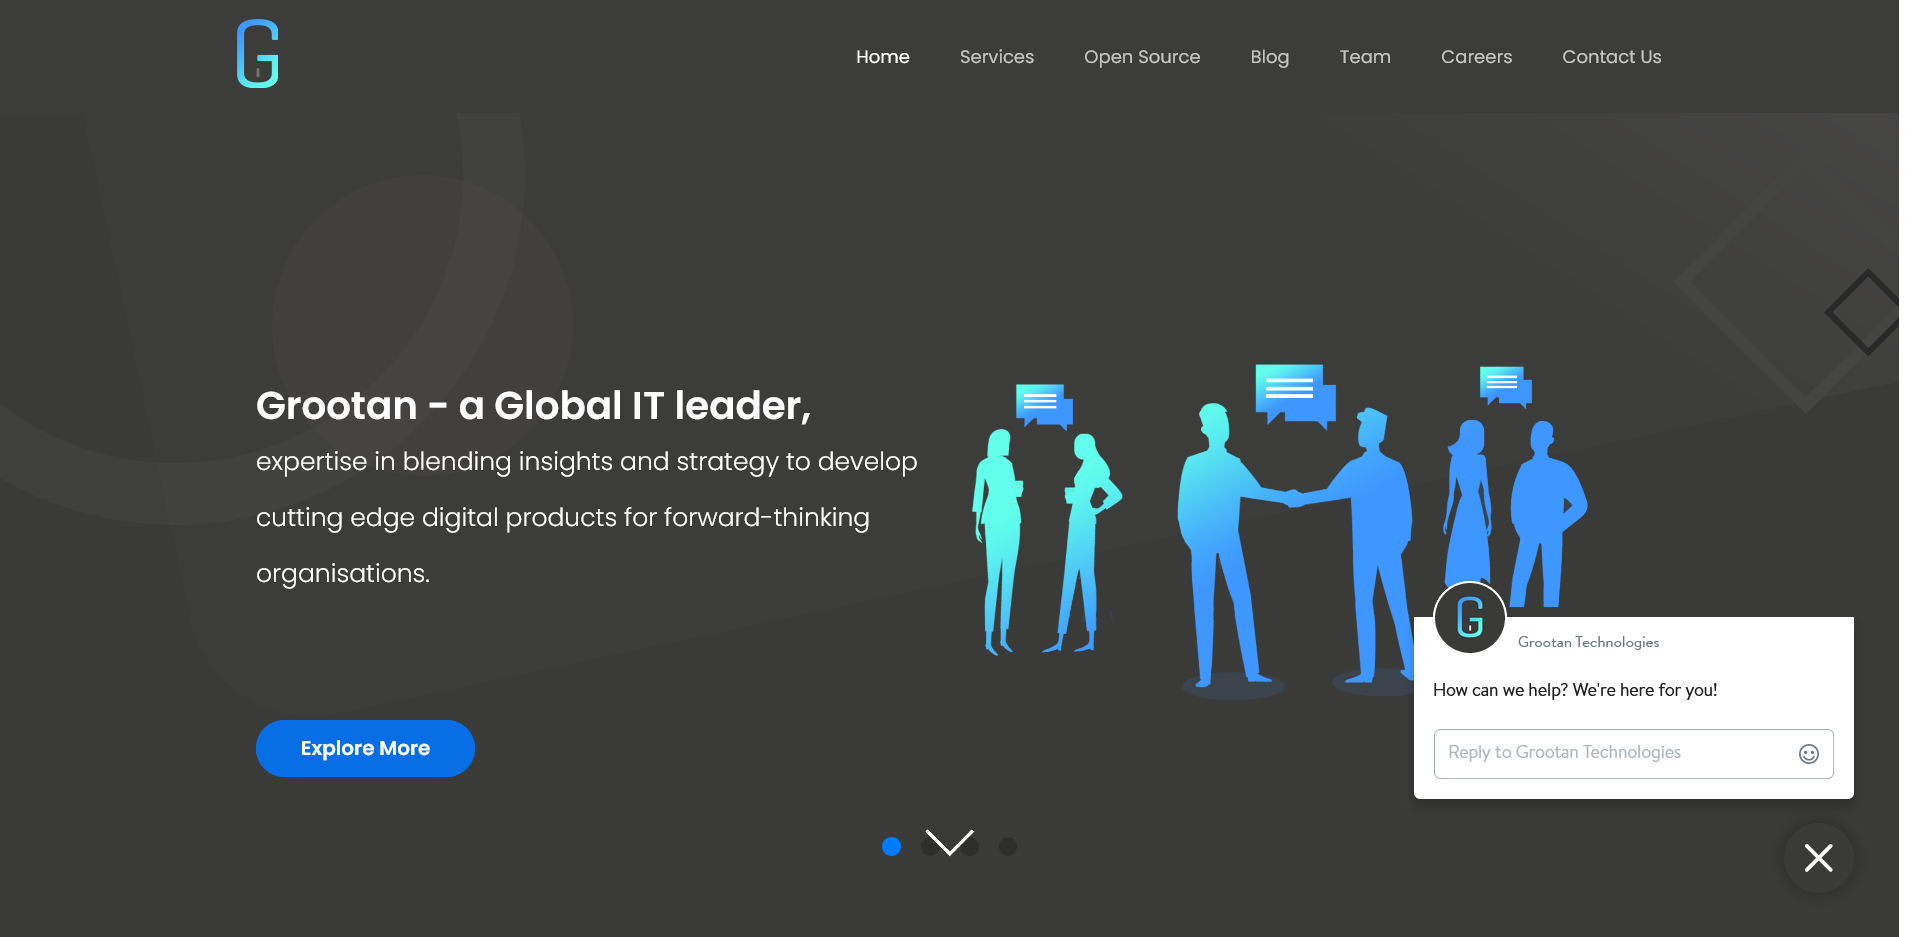 G
Home Services Open Source Blog Team Careers Contact Us
Grootan - a Global IT leader,
expertise in blending insights and strategy to develop
cutting edge digital products for forward-thinking
organisations.
Explore More
G
Grootan Technologies
How can we help? We're here for you!
Reply to Grootan Technologies